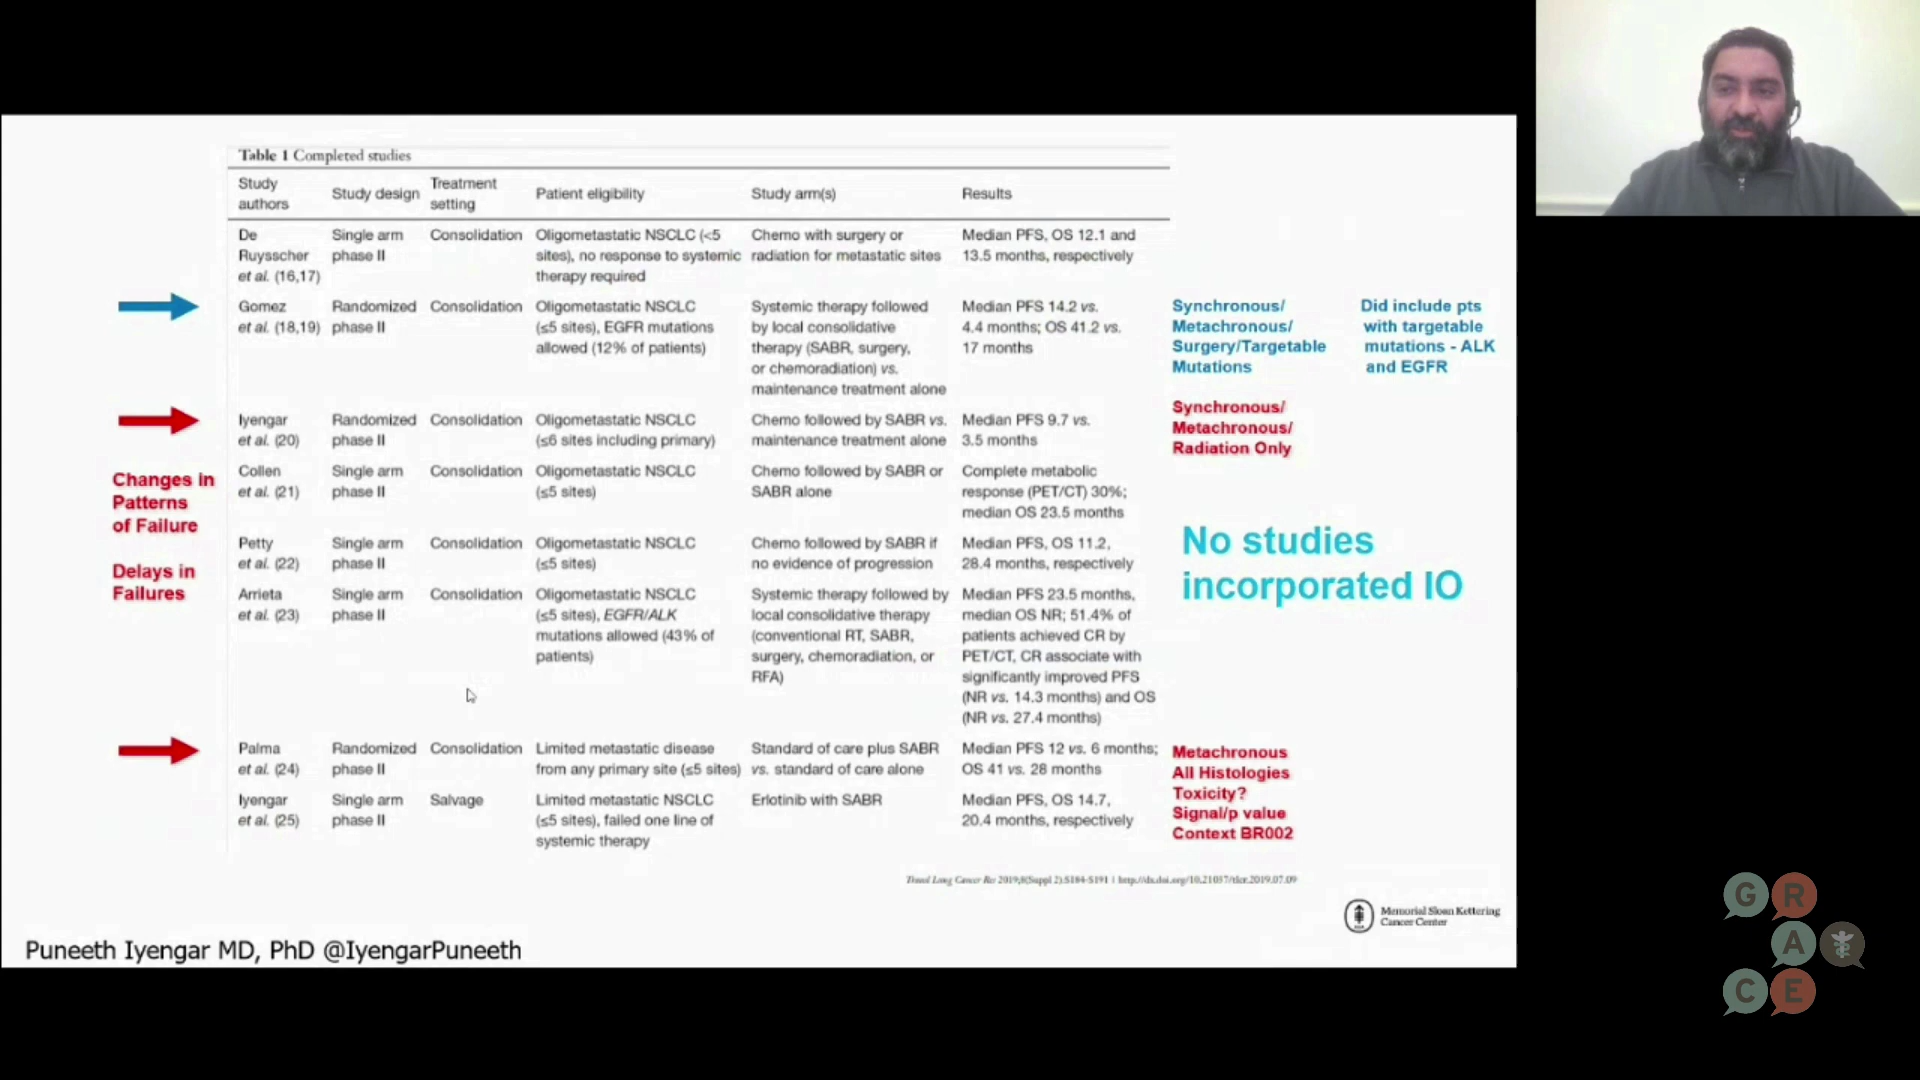 Table 1 Completed studies
Study authors
Study design
Treatment setting
Patient eligibility
Study arm(s)
Results
De Ruysscher et al. (16,17)
Single arm phase II
Consolidation
Oligometastatic NSCLC (<5 sites), no response to systemic therapy required
Chemo with surgery or radiation for metastatic sites
Median PFS, OS 12.1 and 13.5 months, respectively
Gomez et al. (18,19)
Randomized phase II
Consolidation
Oligometastatic NSCLC (≤5 sites), EGFR mutations allowed (12% of patients)
Systemic therapy followed by local consolidative therapy (SABR, surgery, or chemoradiation) vs. maintenance treatment alone
Median PFS 14.2 vs. 4.4 months; OS 41.2 vs. 17 months
Synchronous/
Metachronous/
Surgery/Targetable
Mutations
Did include pts
with targetable
mutations - ALK
and EGFR
Iyengar et al. (20)
Randomized phase II
Consolidation
Oligometastatic NSCLC (≤6 sites including primary)
Chemo followed by SABR vs. maintenance treatment alone
Median PFS 9.7 vs. 3.5 months
Synchronous/
Metachronous/
Radiation Only
Changes in
Patterns
of Failure
Delays in
Failures
Collen et al. (21)
Single arm phase II
Consolidation
Oligometastatic NSCLC (≤5 sites)
Chemo followed by SABR or SABR alone
Complete metabolic response (PET/CT) 30%; median OS 23.5 months
Petty et al. (22)
Single arm phase II
Consolidation
Oligometastatic NSCLC (≤5 sites)
Chemo followed by SABR if no evidence of progression
Median PFS, OS 11.2, 28.4 months, respectively
No studies
incorporated IO
Arrieta et al. (23)
Single arm phase II
Consolidation
Oligometastatic NSCLC (≤5 sites), EGFR/ALK mutations allowed (43% of patients)
Systemic therapy followed by local consolidative therapy (conventional RT, SABR, surgery, chemoradiation, or RFA)
Median PFS 23.5 months, median OS NR; 51.4% of patients achieved CR by PET/CT, CR associate with significantly improved PFS (NR vs. 14.3 months) and OS (NR vs. 27.4 months)
Palma et al. (24)
Randomized phase II
Consolidation
Limited metastatic disease from any primary site (≤5 sites)
Standard of care plus SABR vs. standard of care alone
Median PFS 12 vs. 6 months; OS 41 vs. 28 months
Metachronous
All Histologies
Toxicity?
Signal/p value
Context BR002
Iyengar et al. (25)
Single arm phase II
Salvage
Limited metastatic NSCLC (≤5 sites), failed one line of systemic therapy
Erlotinib with SABR
Median PFS, OS 14.7, 20.4 months, respectively
Transl Lung Cancer Res 2019;8(Suppl 2):S184-S191 | http://dx.doi.org/10.21037/tlcr.2019.07.09
Memorial Sloan Kettering
Cancer Center
Puneeth Iyengar MD, PhD @IyengarPuneeth
G R
A
C E